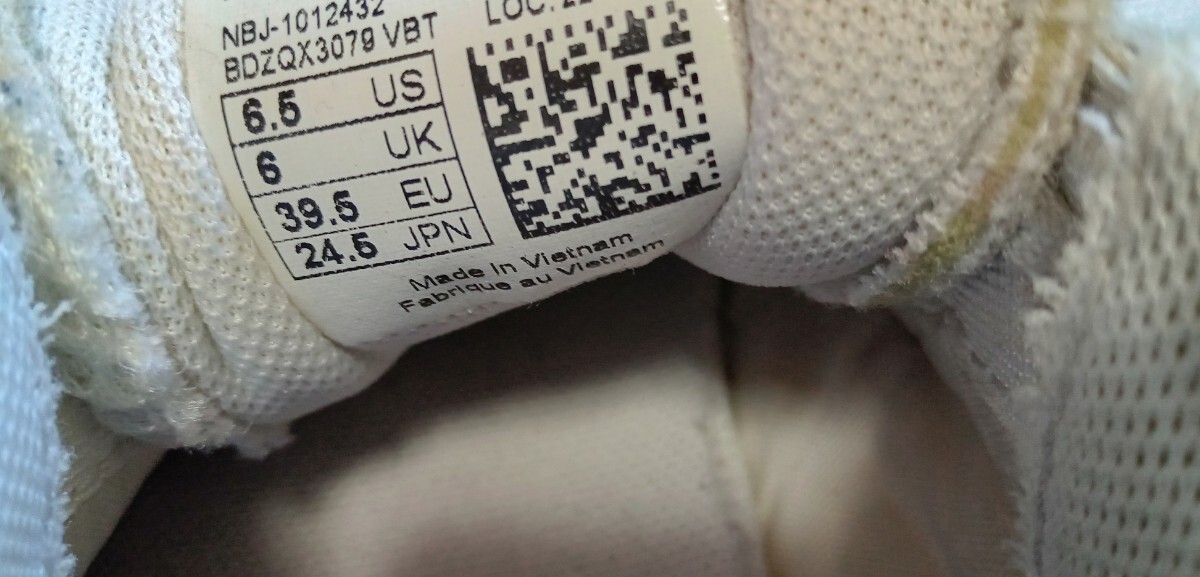 NBJ-1012432
BDZQX3079 VBT
6.5 US
6 UK
39.5 EU
24.5 JPN
LOC:
Made In Vietnam
Fabrique au Vietnam